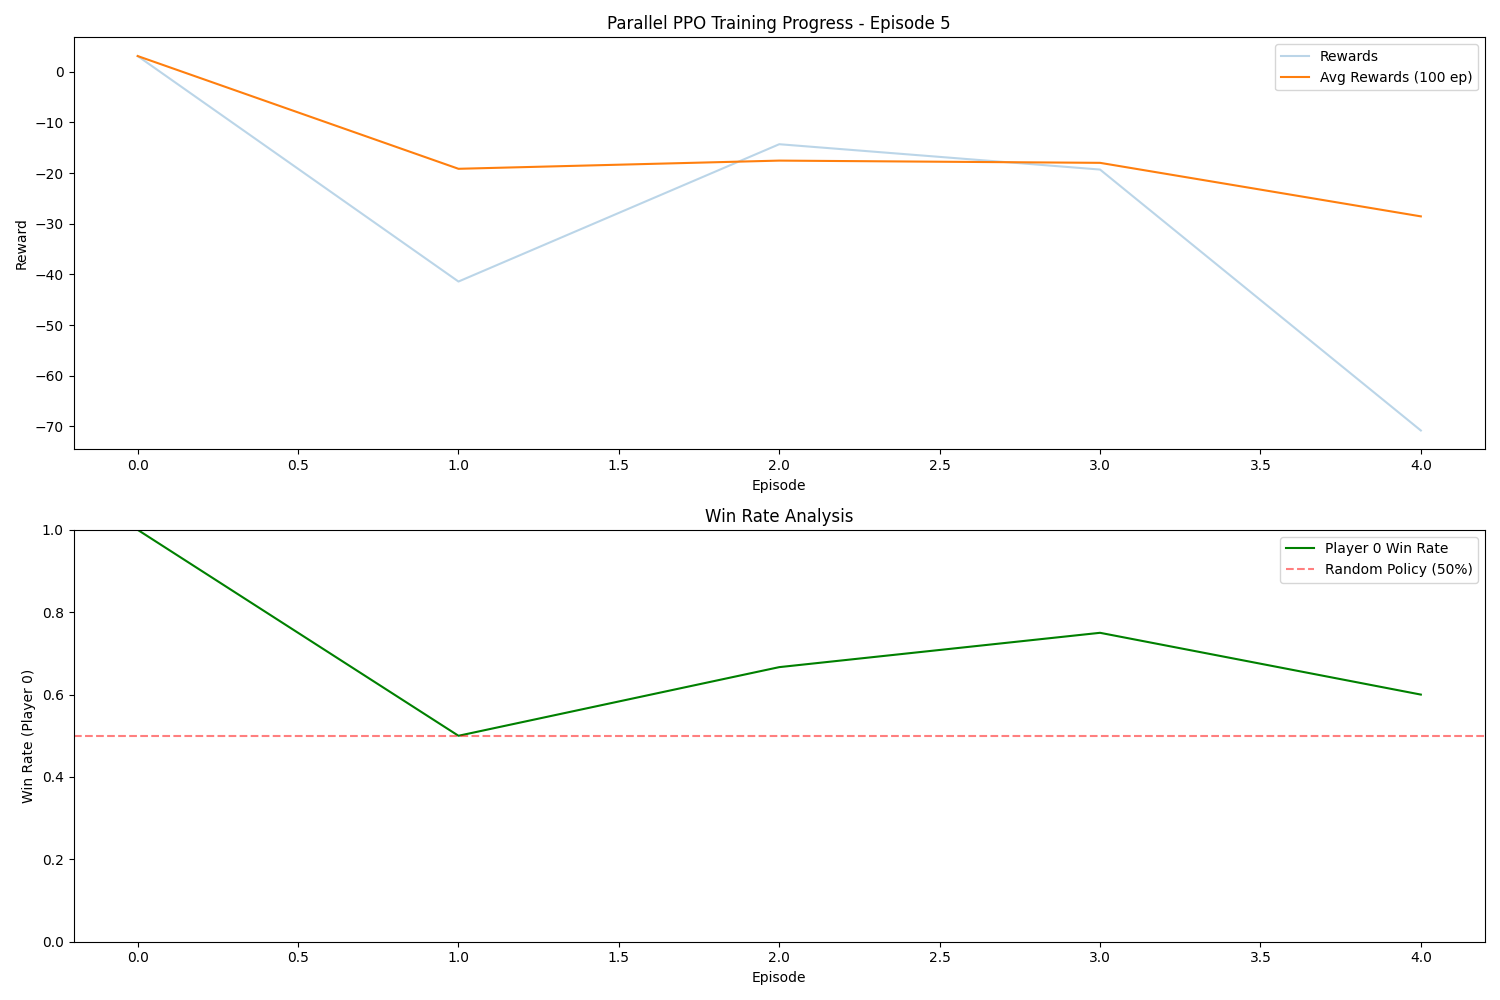 Parallel PPO Training Progress - Episode 5
Rewards
Avg Rewards (100 ep)
Reward
0
−10
−20
−30
−40
−50
−60
−70
0.0 0.5 1.0 1.5 2.0 2.5 3.0 3.5 4.0
Episode
Win Rate Analysis
Player 0 Win Rate
Random Policy (50%)
Win Rate (Player 0)
1.0
0.8
0.6
0.4
0.2
0.0
0.0 0.5 1.0 1.5 2.0 2.5 3.0 3.5 4.0
Episode